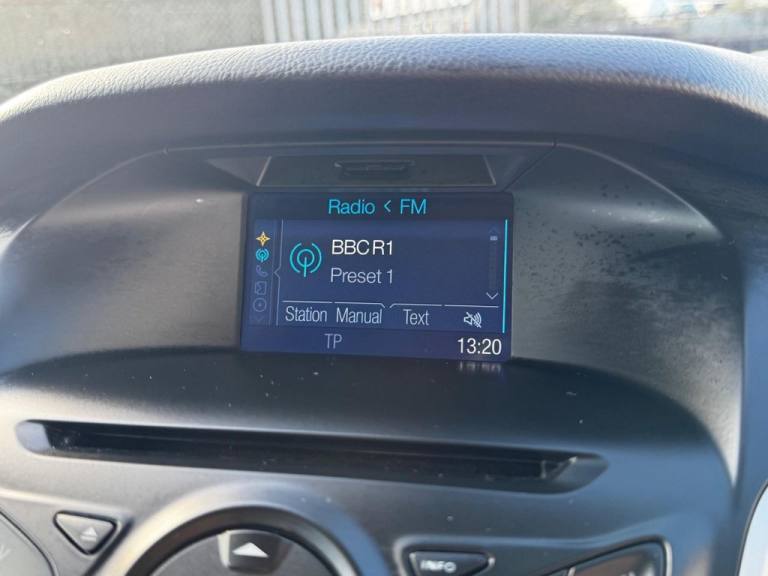 Radio < FM
BBC R1
Preset 1
Station Manual Text
TP 13:20
INFO